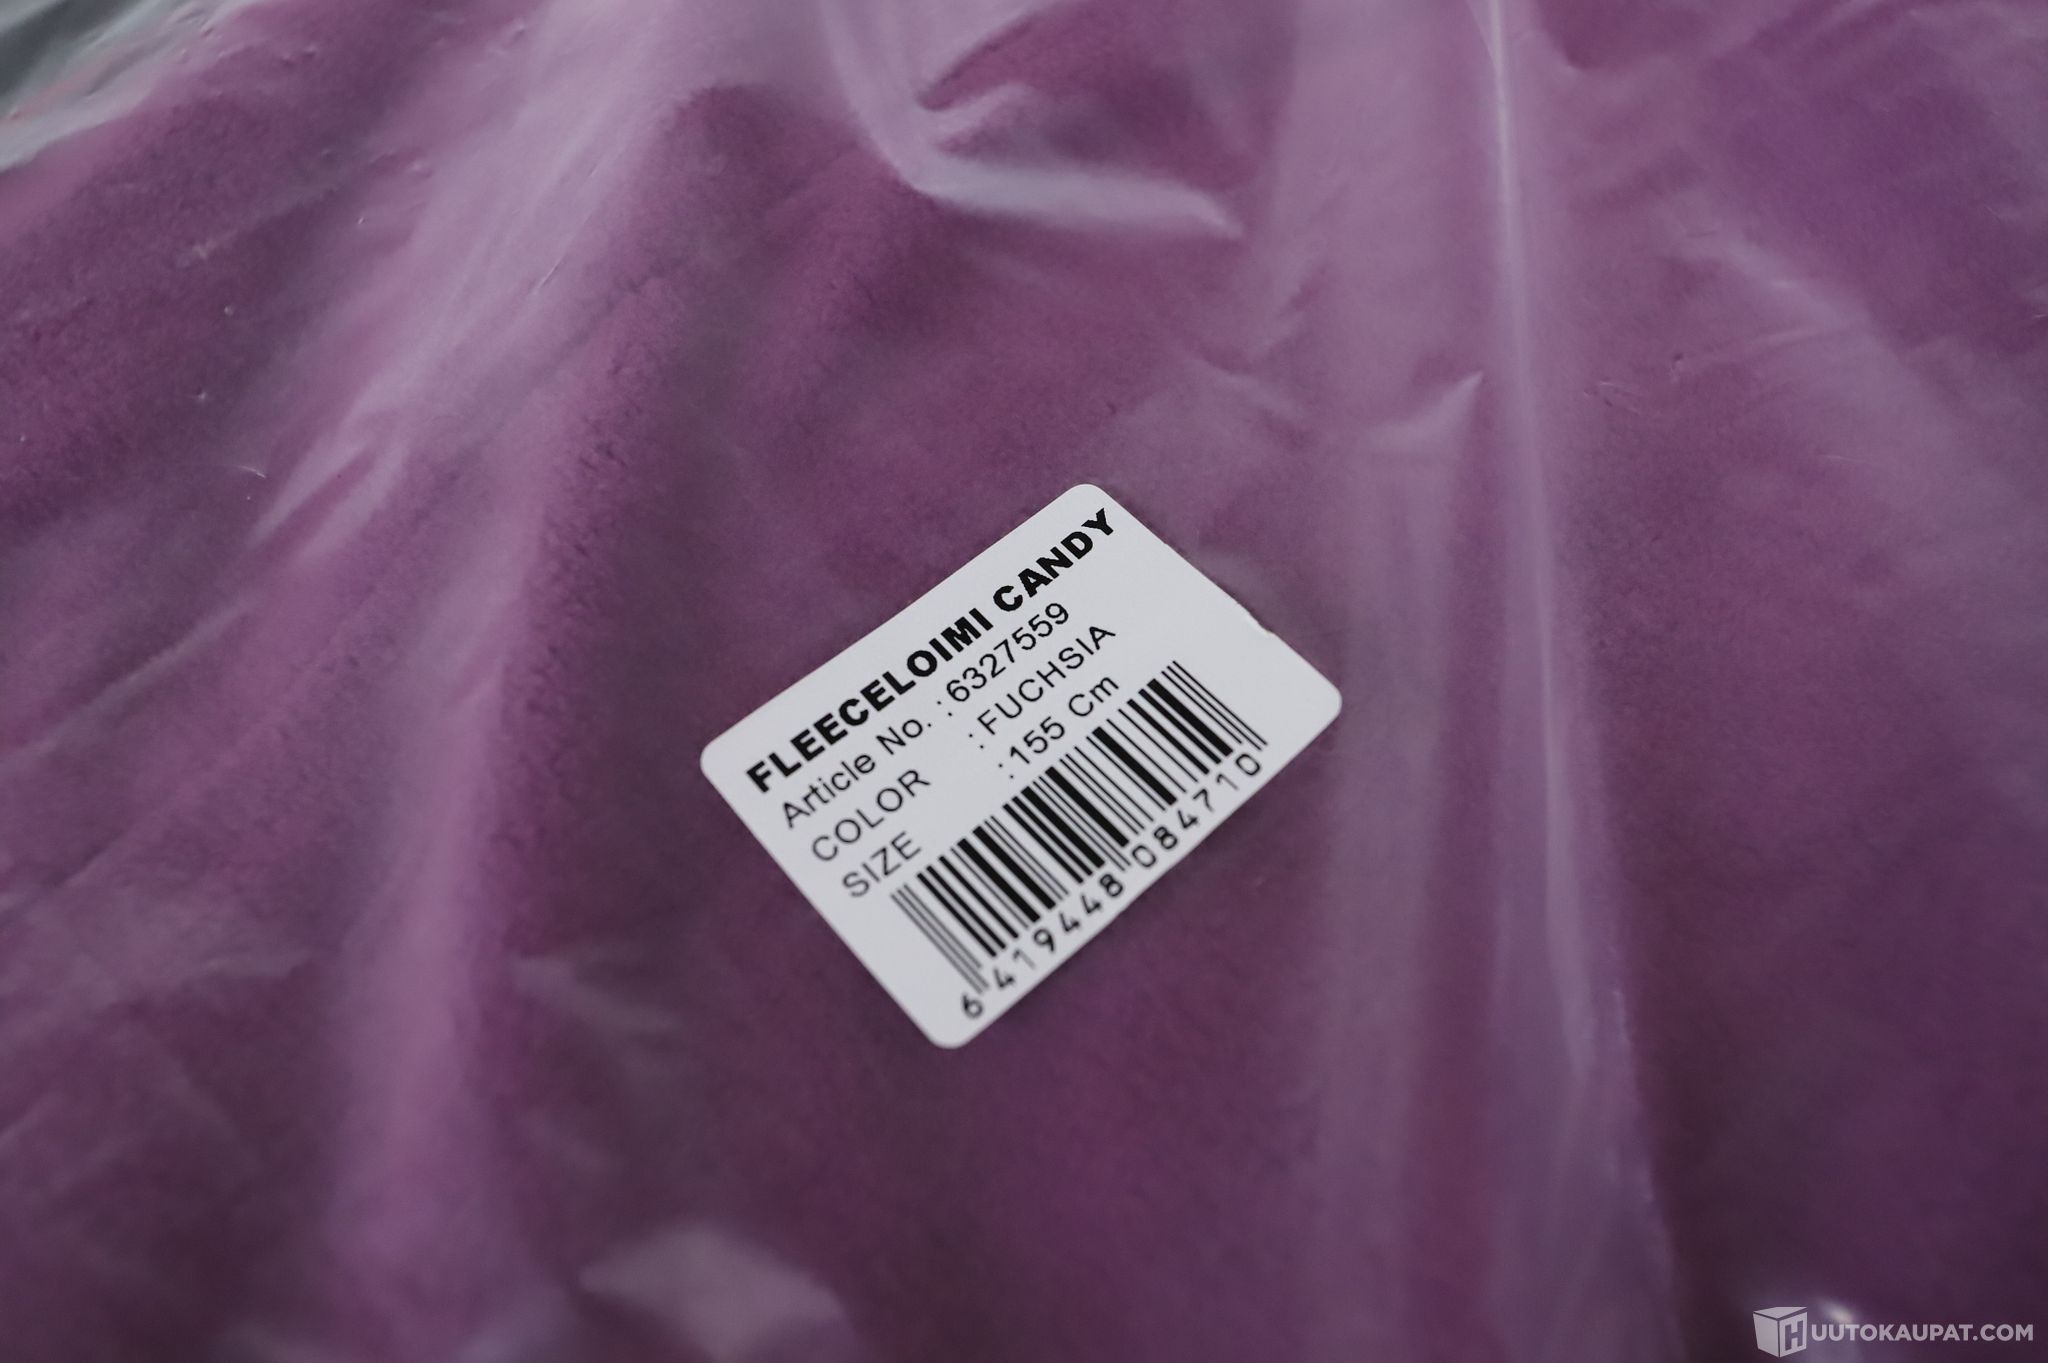 FLEECELOIMI CANDY
Article No. : 6327559
COLOR : FUCHSIA
SIZE : 155 Cm
6419448084710
HUUTOKAUPAT.COM